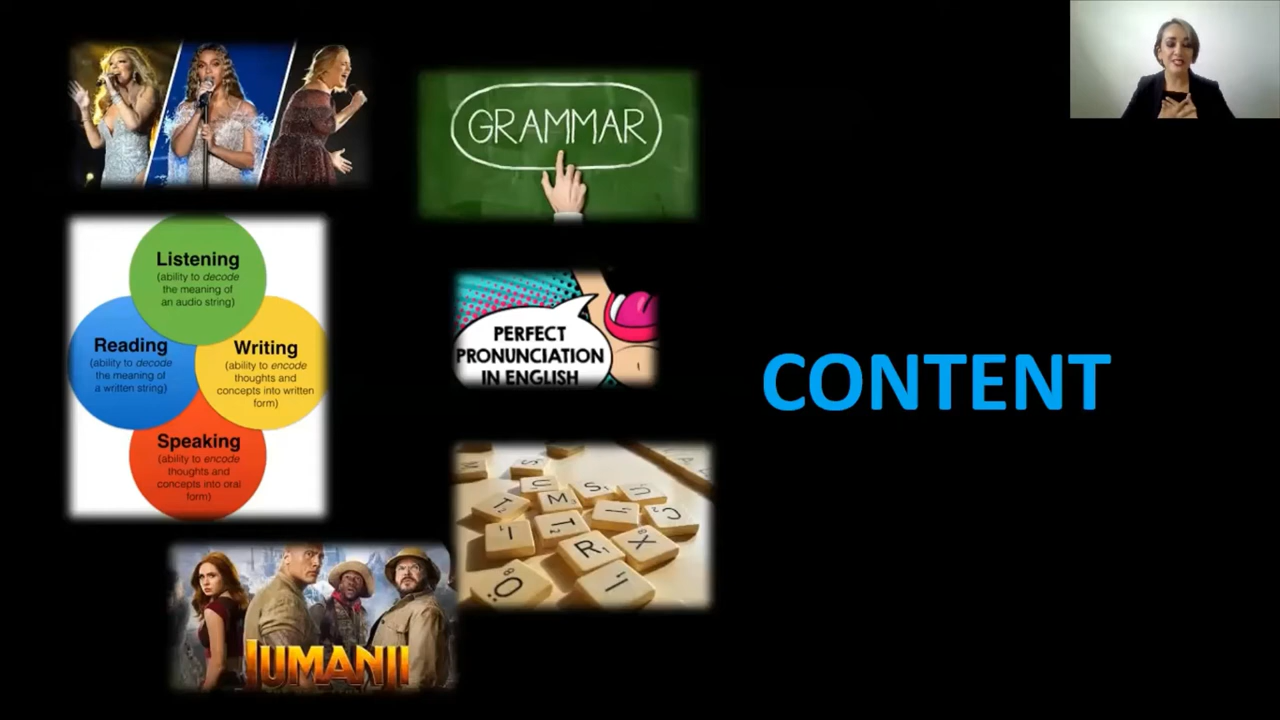 GRAMMAR
Listening
(ability to decode
the meaning of
an audio string)
Reading
(ability to decode
the meaning of
a written string)
Writing
(ability to encode
thoughts and
concepts into written
form)
Speaking
(ability to encode
thoughts and
concepts into oral
form)
PERFECT
PRONUNCIATION
IN ENGLISH
CONTENT
JUMANJI